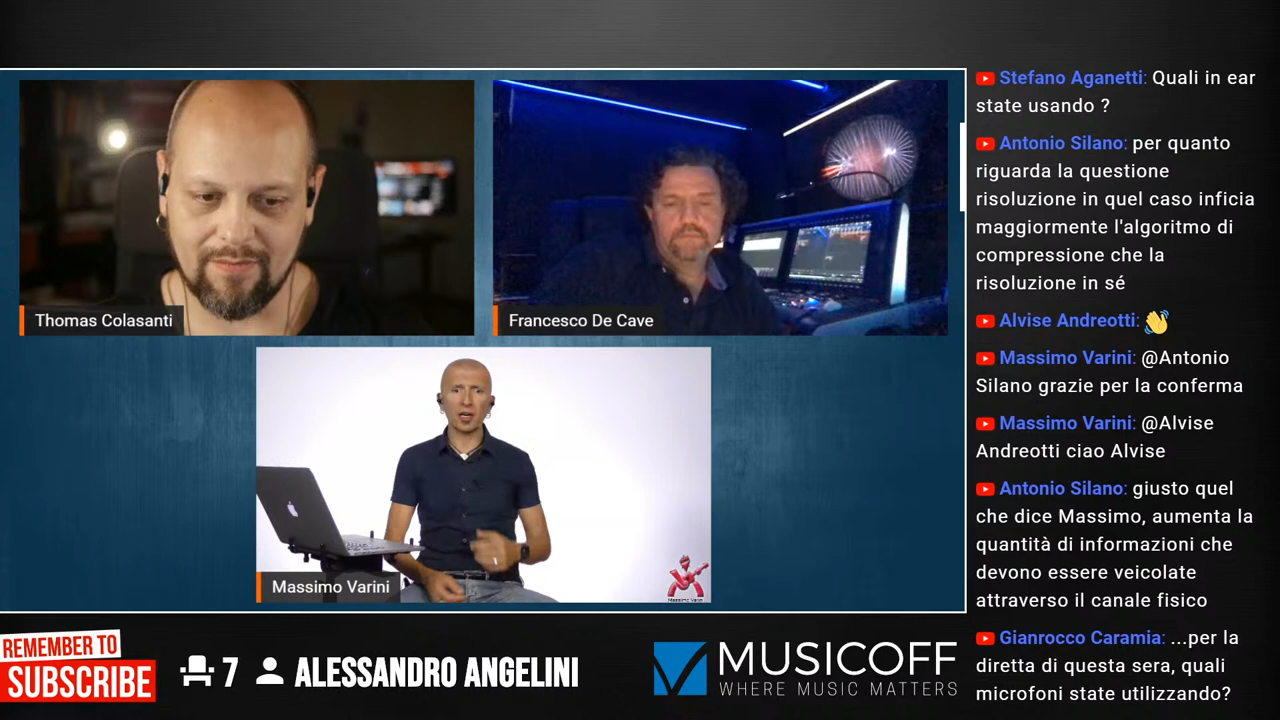 Thomas Colasanti
Francesco De Cave
Massimo Varini
Massimo Varini
REMEMBER TO
SUBSCRIBE
7 ALESSANDRO ANGELINI
MUSICOFF
WHERE MUSIC MATTERS
Stefano Aganetti: Quali in ear
state usando ?
Antonio Silano: per quanto
riguarda la questione
risoluzione in quel caso inficia
maggiormente l'algoritmo di
compressione che la
risoluzione in sé
Alvise Andreotti: 👋
Massimo Varini: @Antonio
Silano grazie per la conferma
Massimo Varini: @Alvise
Andreotti ciao Alvise
Antonio Silano: giusto quel
che dice Massimo, aumenta la
quantità di informazioni che
devono essere veicolate
attraverso il canale fisico
Gianrocco Caramia: ...per la
diretta di questa sera, quali
microfoni state utilizzando?